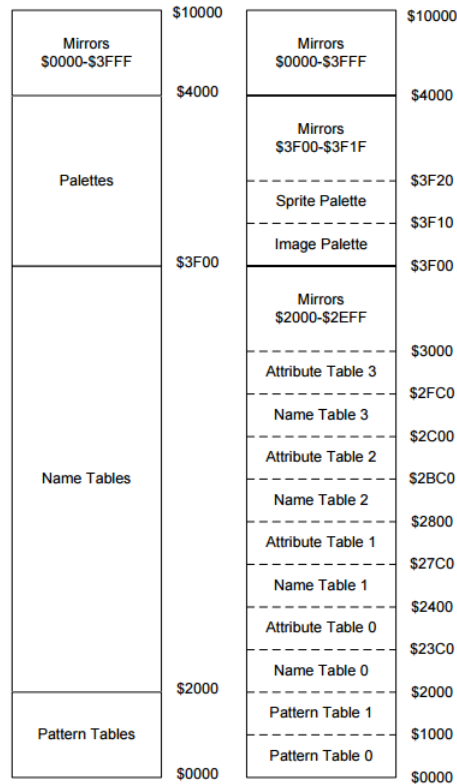 $10000
Mirrors
$0000-$3FFF
$4000
Palettes
$3F00
Name Tables
$2000
Pattern Tables
$0000
$10000
Mirrors
$0000-$3FFF
$4000
Mirrors
$3F00-$3F1F
$3F20
Sprite Palette
$3F10
Image Palette
$3F00
Mirrors
$2000-$2EFF
$3000
Attribute Table 3
$2FC0
Name Table 3
$2C00
Attribute Table 2
$2BC0
Name Table 2
$2800
Attribute Table 1
$27C0
Name Table 1
$2400
Attribute Table 0
$23C0
Name Table 0
$2000
Pattern Table 1
$1000
Pattern Table 0
$0000